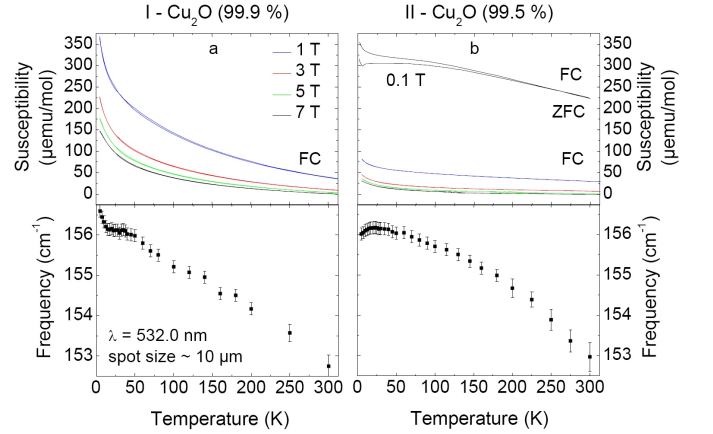 I - Cu2O (99.9 %)
II - Cu2O (99.5 %)
a
b
1 T
3 T
5 T
7 T
FC
0.1 T
FC
ZFC
FC
Susceptibility
(µemu/mol)
350
300
250
200
150
100
50
0
350
300
250
200
150
100
50
0
Susceptibility
(µemu/mol)
Frequency (cm-1)
156
155
154
153
λ = 532.0 nm
spot size ~ 10 µm
156
155
154
153
Frequency (cm-1)
0 50 100 150 200 250 300
0 50 100 150 200 250 300
Temperature (K)
Temperature (K)